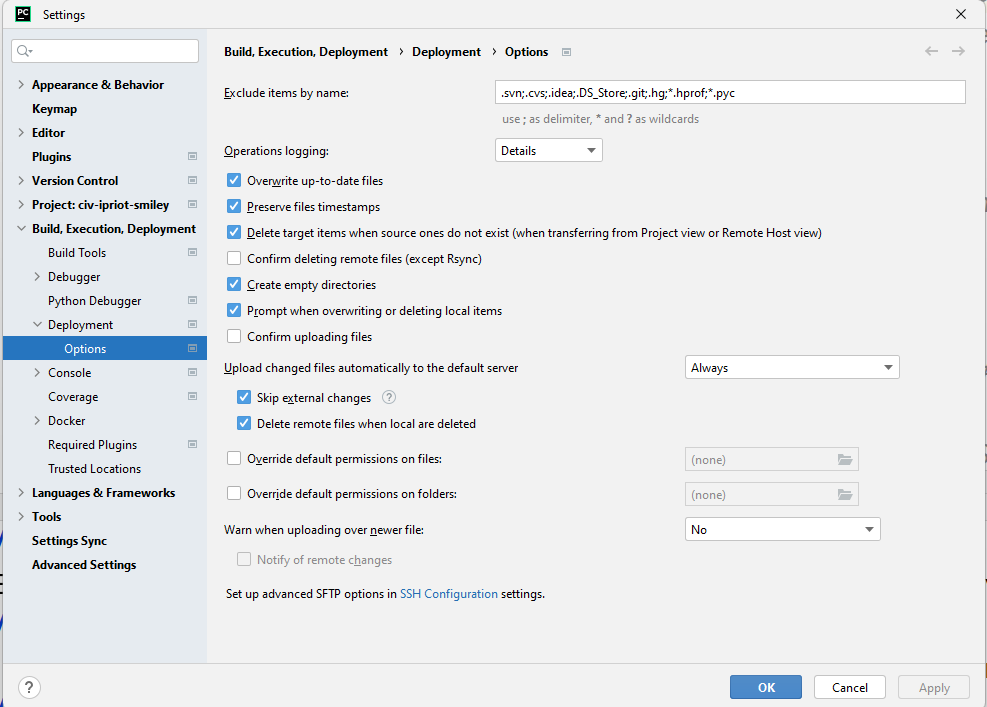 PC
Settings
Appearance & Behavior
Keymap
Editor
Plugins
Version Control
Project: civ-ipriot-smiley
Build, Execution, Deployment
Build Tools
Debugger
Python Debugger
Deployment
Options
Console
Coverage
Docker
Required Plugins
Trusted Locations
Languages & Frameworks
Tools
Settings Sync
Advanced Settings
Build, Execution, Deployment › Deployment › Options
Exclude items by name: .svn;.cvs;.idea;.DS_Store;.git;.hg;*.hprof;*.pyc
use ; as delimiter, * and ? as wildcards
Operations logging: Details
Overwrite up-to-date files
Preserve files timestamps
Delete target items when source ones do not exist (when transferring from Project view or Remote Host view)
Confirm deleting remote files (except Rsync)
Create empty directories
Prompt when overwriting or deleting local items
Confirm uploading files
Upload changed files automatically to the default server Always
Skip external changes ?
Delete remote files when local are deleted
Override default permissions on files: (none)
Override default permissions on folders: (none)
Warn when uploading over newer file: No
Notify of remote changes
Set up advanced SFTP options in SSH Configuration settings.
? OK Cancel Apply